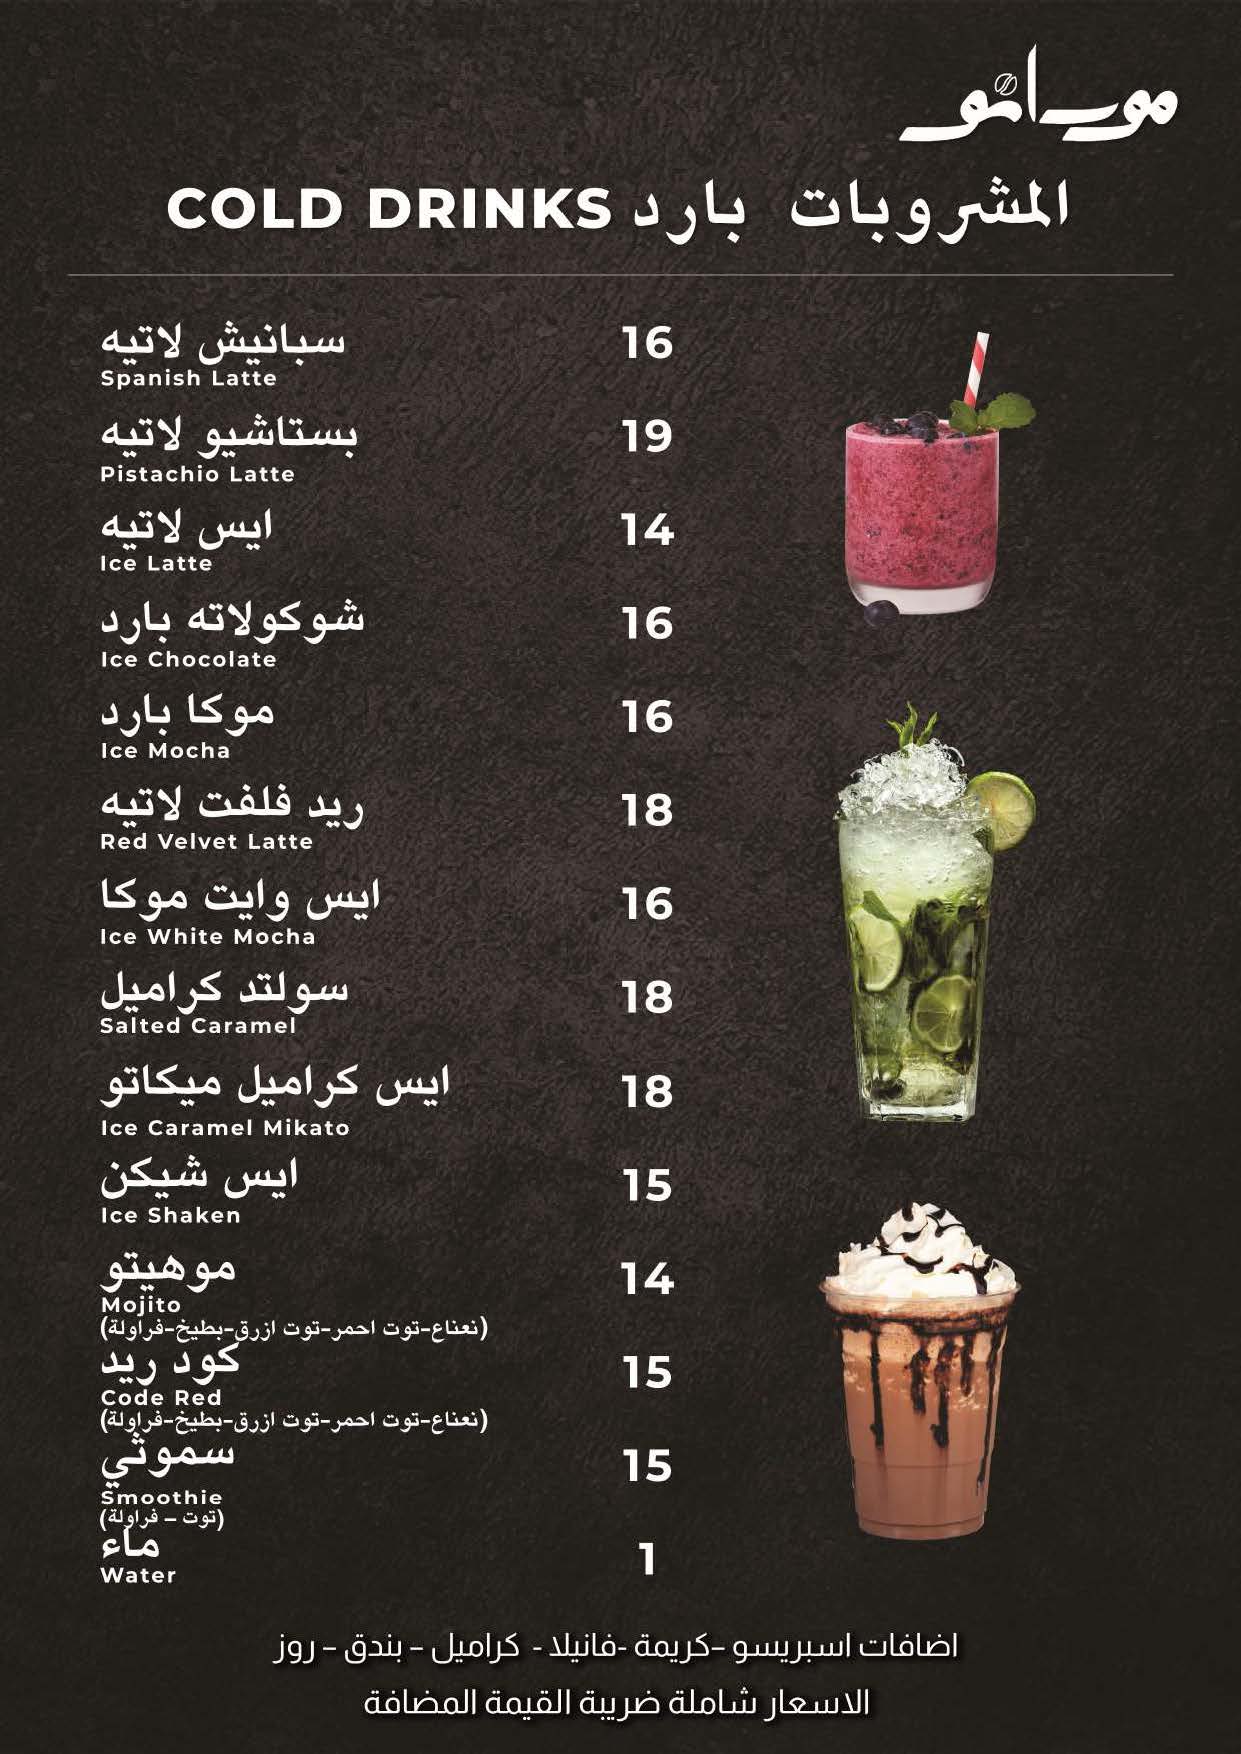 المشروبات بارد COLD DRINKS
سبانيش لاتيه 16
Spanish Latte
بستاشيو لاتيه 19
Pistachio Latte
ايس لاتيه 14
Ice Latte
شوكولاته بارد 16
Ice Chocolate
موكا بارد 16
Ice Mocha
ريد فلفت لاتيه 18
Red Velvet Latte
ايس وايت موكا 16
Ice White Mocha
سولتد كراميل 18
Salted Caramel
ايس كراميل ميكاتو 18
Ice Caramel Mikato
ايس شيكن 15
Ice Shaken
موهيتو 14
Mojito
(نعناع-توت احمر-توت ازرق-بطيخ-فراولة)
كود ريد 15
Code Red
(نعناع-توت احمر-توت ازرق-بطيخ-فراولة)
سموثي 15
Smoothie
(توت – فراولة)
ماء 1
Water
اضافات اسبريسو –كريمة -فانيلا - كراميل – بندق – روز
الاسعار شاملة ضريبة القيمة المضافة